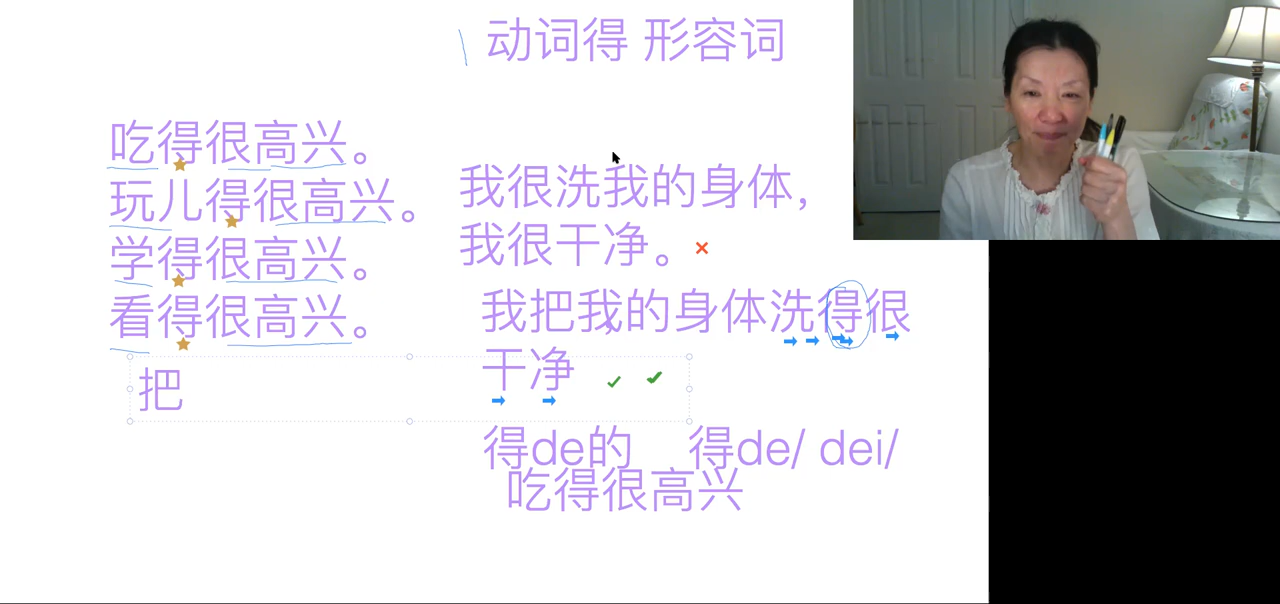 动词得 形容词
吃得很高兴。
玩儿得很高兴。
学得很高兴。
看得很高兴。
把
我很洗我的身体，
我很干净。
我把我的身体洗得很
干净
得de的 得de/ dei/
吃得很高兴